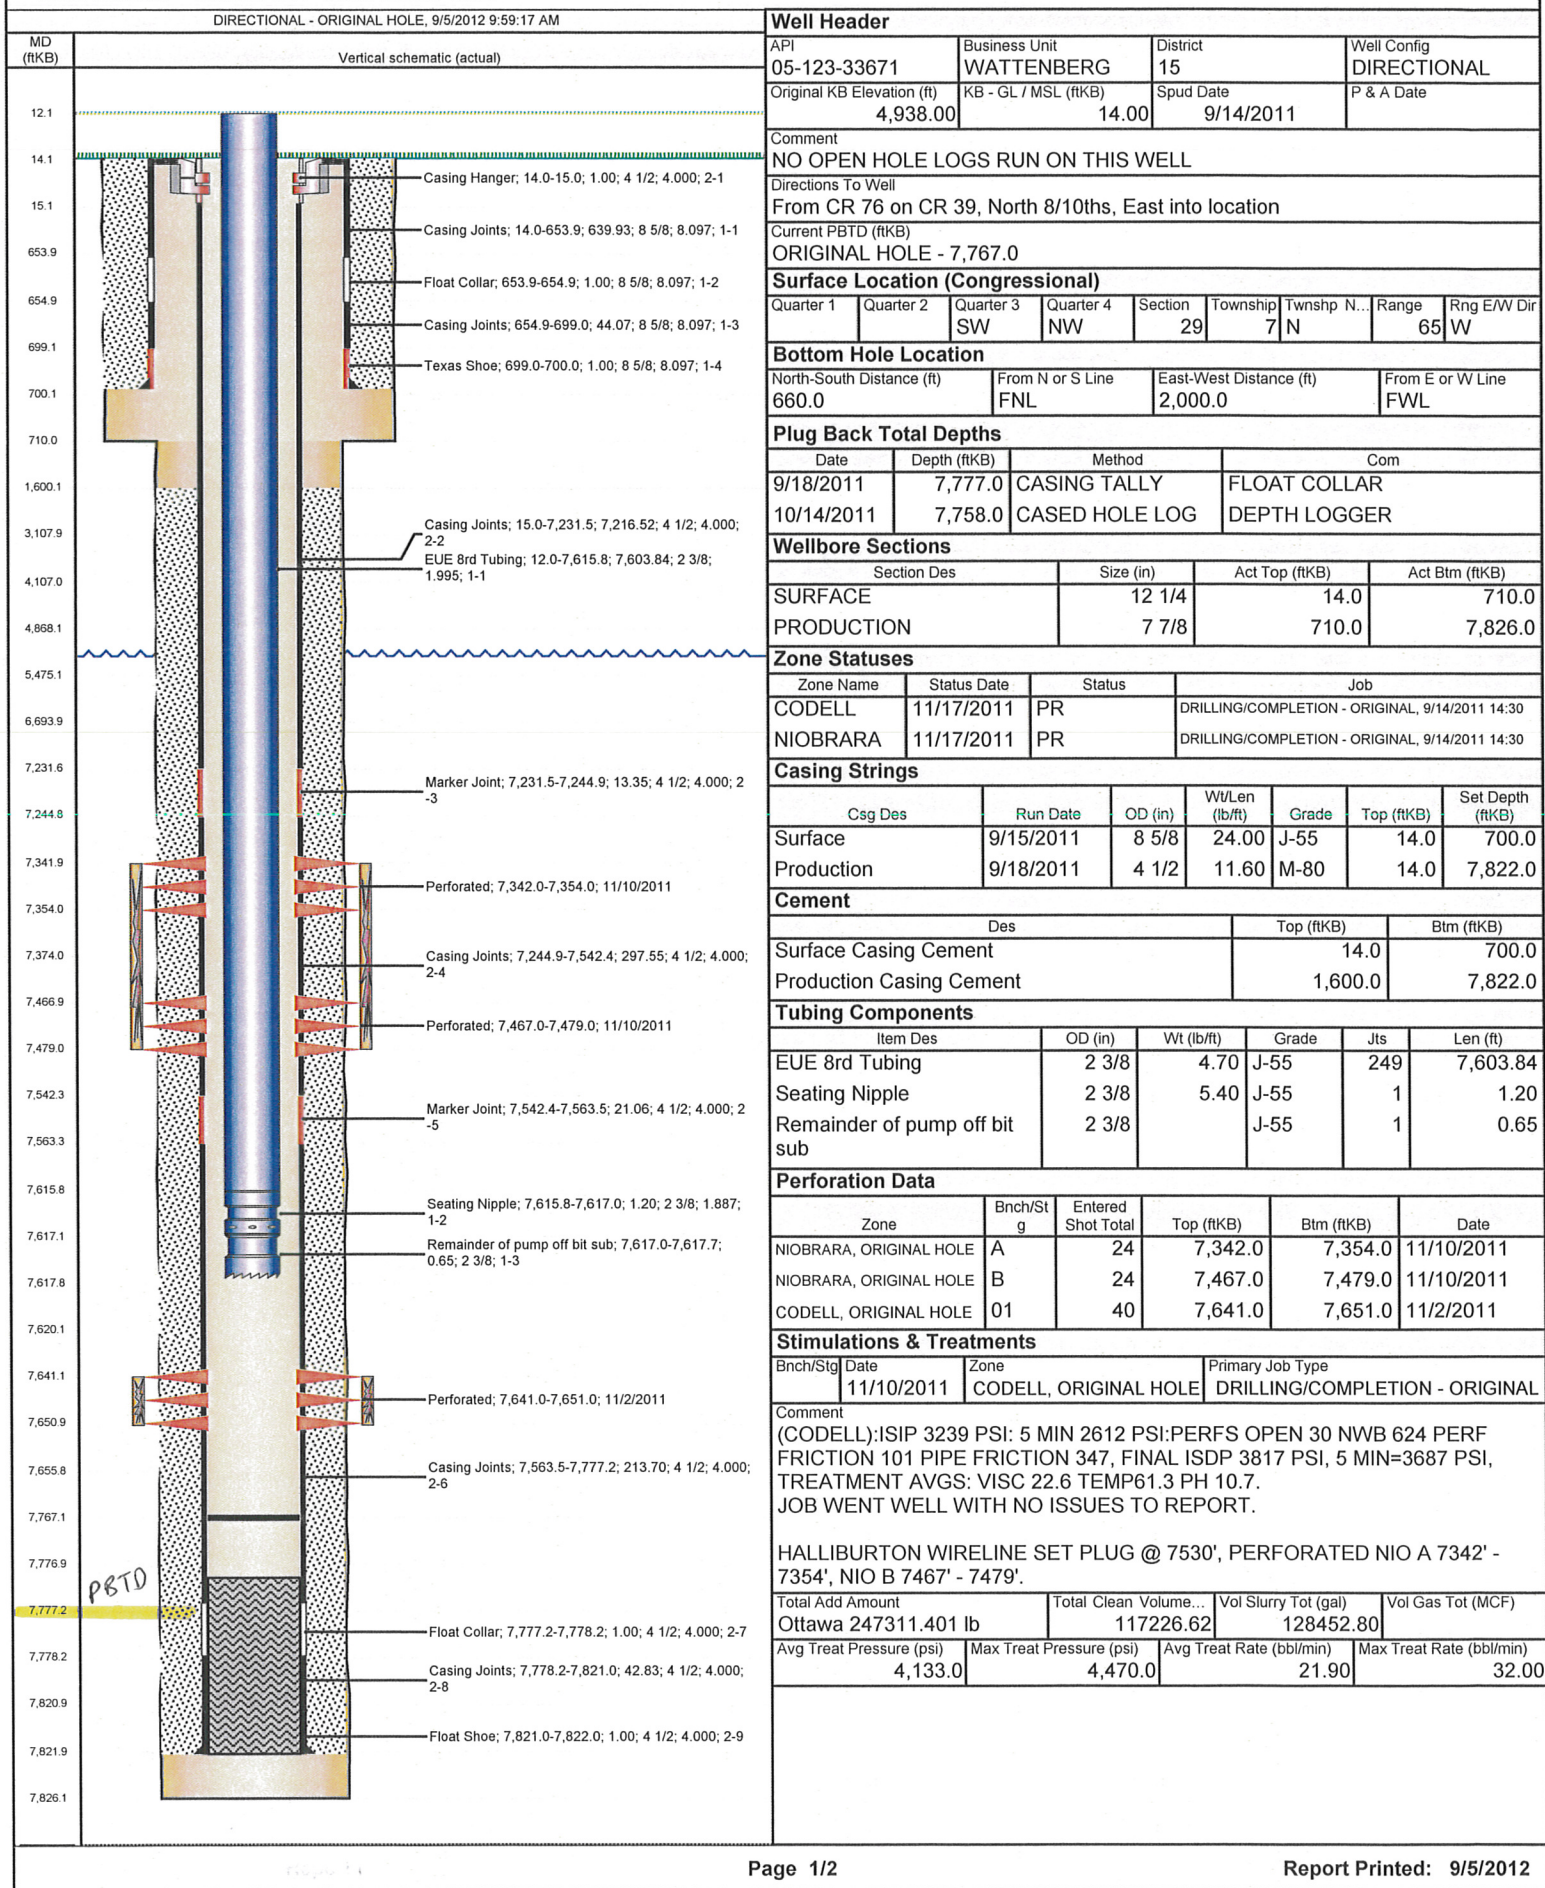 DIRECTIONAL - ORIGINAL HOLE, 9/5/2012 9:59:17 AM
MD
(ftKB)
Vertical schematic (actual)
12.1
14.1
15.1
653.9
654.9
699.1
700.1
710.0
1,600.1
3,107.9
4,107.0
4,868.1
5,475.1
6,693.9
7,231.6
7,244.8
7,341.9
7,354.0
7,374.0
7,466.9
7,479.0
7,542.3
7,563.3
7,615.8
7,617.1
7,617.8
7,620.1
7,641.1
7,650.9
7,655.8
7,767.1
7,776.9
PBTD
7,777.2
7,778.2
7,820.9
7,821.9
7,826.1
Casing Hanger; 14.0-15.0; 1.00; 4 1/2; 4.000; 2-1
Casing Joints; 14.0-653.9; 639.93; 8 5/8; 8.097; 1-1
Float Collar; 653.9-654.9; 1.00; 8 5/8; 8.097; 1-2
Casing Joints; 654.9-699.0; 44.07; 8 5/8; 8.097; 1-3
Texas Shoe; 699.0-700.0; 1.00; 8 5/8; 8.097; 1-4
Casing Joints; 15.0-7,231.5; 7,216.52; 4 1/2; 4.000;
2-2
EUE 8rd Tubing; 12.0-7,615.8; 7,603.84; 2 3/8;
1.995; 1-1
Marker Joint; 7,231.5-7,244.9; 13.35; 4 1/2; 4.000; 2
-3
Perforated; 7,342.0-7,354.0; 11/10/2011
Casing Joints; 7,244.9-7,542.4; 297.55; 4 1/2; 4.000;
2-4
Perforated; 7,467.0-7,479.0; 11/10/2011
Marker Joint; 7,542.4-7,563.5; 21.06; 4 1/2; 4.000; 2
-5
Seating Nipple; 7,615.8-7,617.0; 1.20; 2 3/8; 1.887;
1-2
Remainder of pump off bit sub; 7,617.0-7,617.7;
0.65; 2 3/8; 1-3
Perforated; 7,641.0-7,651.0; 11/2/2011
Casing Joints; 7,563.5-7,777.2; 213.70; 4 1/2; 4.000;
2-6
Float Collar; 7,777.2-7,778.2; 1.00; 4 1/2; 4.000; 2-7
Casing Joints; 7,778.2-7,821.0; 42.83; 4 1/2; 4.000;
2-8
Float Shoe; 7,821.0-7,822.0; 1.00; 4 1/2; 4.000; 2-9
Well Header
API Business Unit District Well Config
05-123-33671 WATTENBERG 15 DIRECTIONAL
Original KB Elevation (ft) KB - GL / MSL (ftKB) Spud Date P & A Date
4,938.00 14.00 9/14/2011
Comment
NO OPEN HOLE LOGS RUN ON THIS WELL
Directions To Well
From CR 76 on CR 39, North 8/10ths, East into location
Current PBTD (ftKB)
ORIGINAL HOLE - 7,767.0
Surface Location (Congressional)
Quarter 1 Quarter 2 Quarter 3 Quarter 4 Section Township Twnshp N... Range Rng E/W Dir
SW NW 29 7 N 65 W
Bottom Hole Location
North-South Distance (ft) From N or S Line East-West Distance (ft) From E or W Line
660.0 FNL 2,000.0 FWL
Plug Back Total Depths
Date Depth (ftKB) Method Com
9/18/2011 7,777.0 CASING TALLY FLOAT COLLAR
10/14/2011 7,758.0 CASED HOLE LOG DEPTH LOGGER
Wellbore Sections
Section Des Size (in) Act Top (ftKB) Act Btm (ftKB)
SURFACE 12 1/4 14.0 710.0
PRODUCTION 7 7/8 710.0 7,826.0
Zone Statuses
Zone Name Status Date Status Job
CODELL 11/17/2011 PR DRILLING/COMPLETION - ORIGINAL, 9/14/2011 14:30
NIOBRARA 11/17/2011 PR DRILLING/COMPLETION - ORIGINAL, 9/14/2011 14:30
Casing Strings
Csg Des Run Date OD (in) Wt/Len (lb/ft) Grade Top (ftKB) Set Depth (ftKB)
Surface 9/15/2011 8 5/8 24.00 J-55 14.0 700.0
Production 9/18/2011 4 1/2 11.60 M-80 14.0 7,822.0
Cement
Des Top (ftKB) Btm (ftKB)
Surface Casing Cement 14.0 700.0
Production Casing Cement 1,600.0 7,822.0
Tubing Components
Item Des OD (in) Wt (lb/ft) Grade Jts Len (ft)
EUE 8rd Tubing 2 3/8 4.70 J-55 249 7,603.84
Seating Nipple 2 3/8 5.40 J-55 1 1.20
Remainder of pump off bit 2 3/8 J-55 1 0.65
sub
Perforation Data
Zone Bnch/St g Entered Shot Total Top (ftKB) Btm (ftKB) Date
NIOBRARA, ORIGINAL HOLE A 24 7,342.0 7,354.0 11/10/2011
NIOBRARA, ORIGINAL HOLE B 24 7,467.0 7,479.0 11/10/2011
CODELL, ORIGINAL HOLE 01 40 7,641.0 7,651.0 11/2/2011
Stimulations & Treatments
Bnch/Stg Date Zone Primary Job Type
11/10/2011 CODELL, ORIGINAL HOLE DRILLING/COMPLETION - ORIGINAL
Comment
(CODELL):ISIP 3239 PSI: 5 MIN 2612 PSI:PERFS OPEN 30 NWB 624 PERF
FRICTION 101 PIPE FRICTION 347, FINAL ISDP 3817 PSI, 5 MIN=3687 PSI,
TREATMENT AVGS: VISC 22.6 TEMP61.3 PH 10.7.
JOB WENT WELL WITH NO ISSUES TO REPORT.
HALLIBURTON WIRELINE SET PLUG @ 7530', PERFORATED NIO A 7342' -
7354', NIO B 7467' - 7479'.
Total Add Amount Total Clean Volume... Vol Slurry Tot (gal) Vol Gas Tot (MCF)
Ottawa 247311.401 lb 117226.62 128452.80
Avg Treat Pressure (psi) Max Treat Pressure (psi) Avg Treat Rate (bbl/min) Max Treat Rate (bbl/min)
4,133.0 4,470.0 21.90 32.00
Page 1/2
Report Printed: 9/5/2012